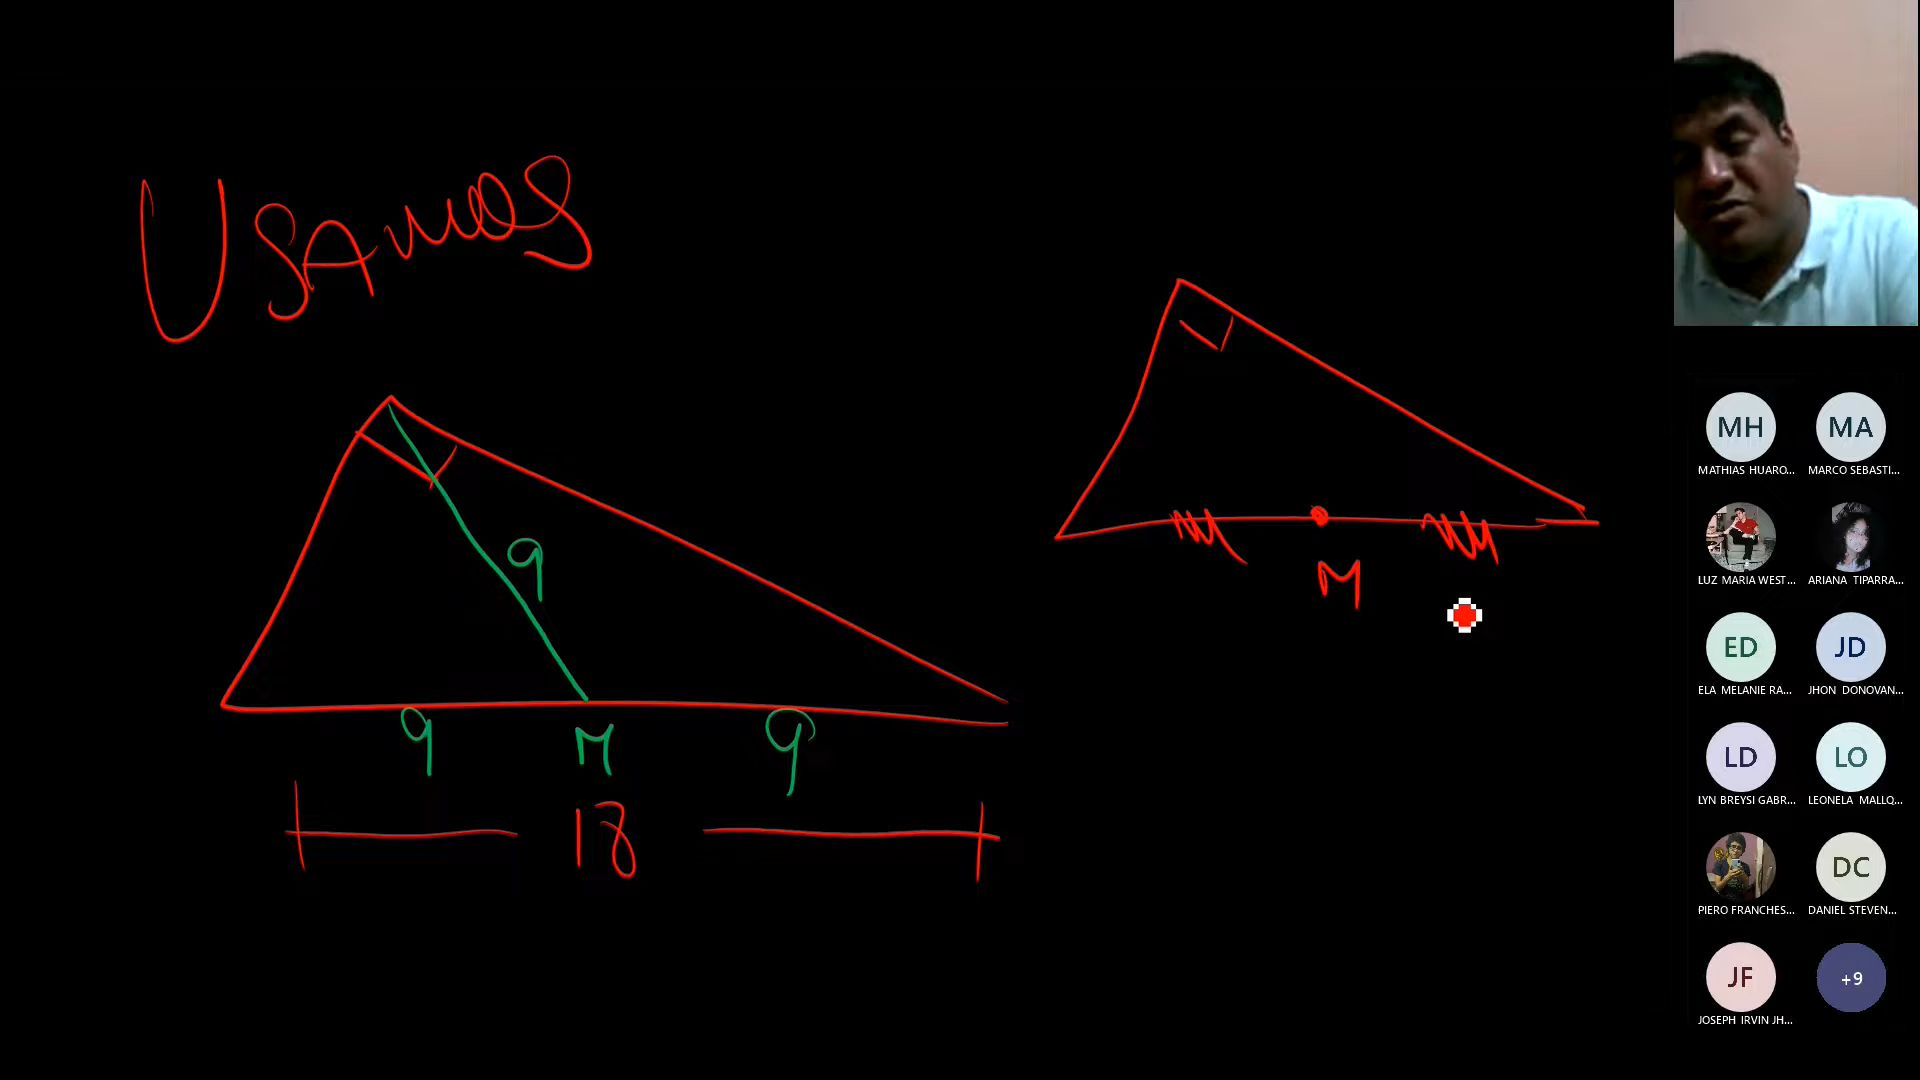 USAMOS
9
9 M 9
18
M
MH
MA
MATHIAS HUARO...
MARCO SEBASTI...
LUZ MARIA WEST...
ARIANA TIPARRA...
ED
JD
ELA MELANIE RA...
JHON DONOVAN...
LD
LO
LYN BREYSI GABR...
LEONELA MALLQ...
DC
PIERO FRANCHES...
DANIEL STEVEN...
JF
+9
JOSEPH IRVIN JH...